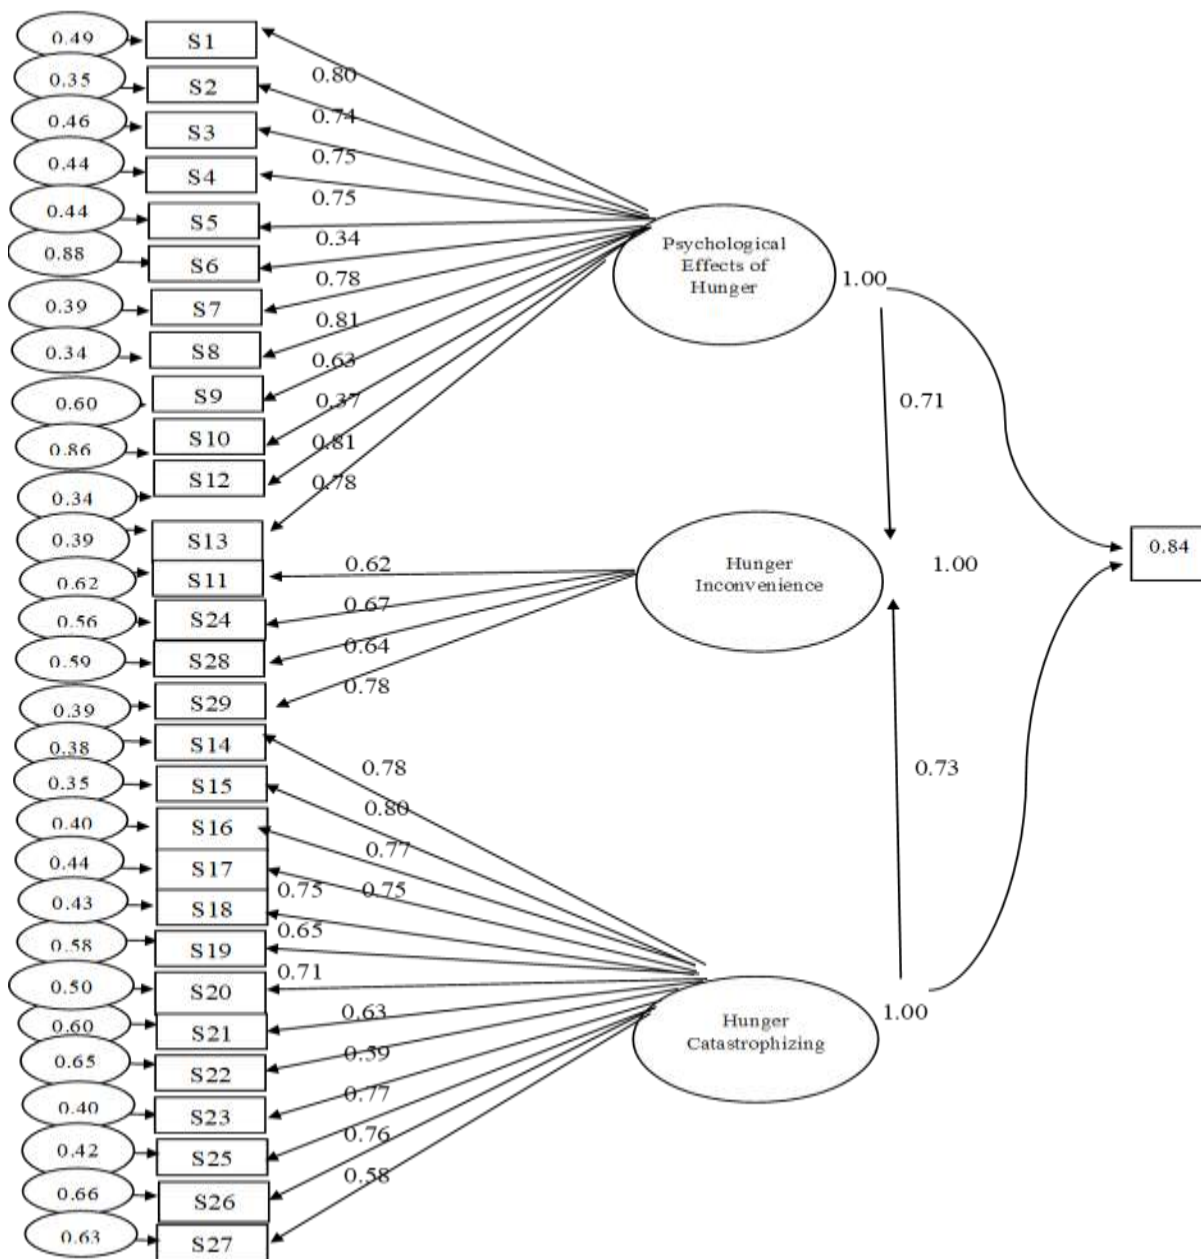 0.49
S1
0.80
0.35
S2
0.74
0.46
S3
0.75
0.44
S4
0.75
0.44
S5
0.34
0.88
S6
0.78
0.39
S7
0.81
0.34
S8
0.63
0.60
S9
0.37
0.86
S10
0.81
S12
0.78
0.34
0.39
S13
Psychological
Effects of
Hunger
1.00
0.71
0.62
S11
0.62
0.56
S24
0.67
0.59
S28
0.64
0.39
S29
0.78
Hunger
Inconvenience
1.00
0.84
0.38
S14
0.78
0.35
S15
0.80
0.40
S16
0.77
0.44
S17
0.75
0.75
0.43
S18
0.65
0.58
S19
0.71
0.50
S20
0.63
0.60
S21
0.59
0.65
S22
0.77
0.40
S23
0.76
0.42
S25
0.58
0.66
S26
0.63
S27
0.73
Hunger
Catastrophizing
1.00